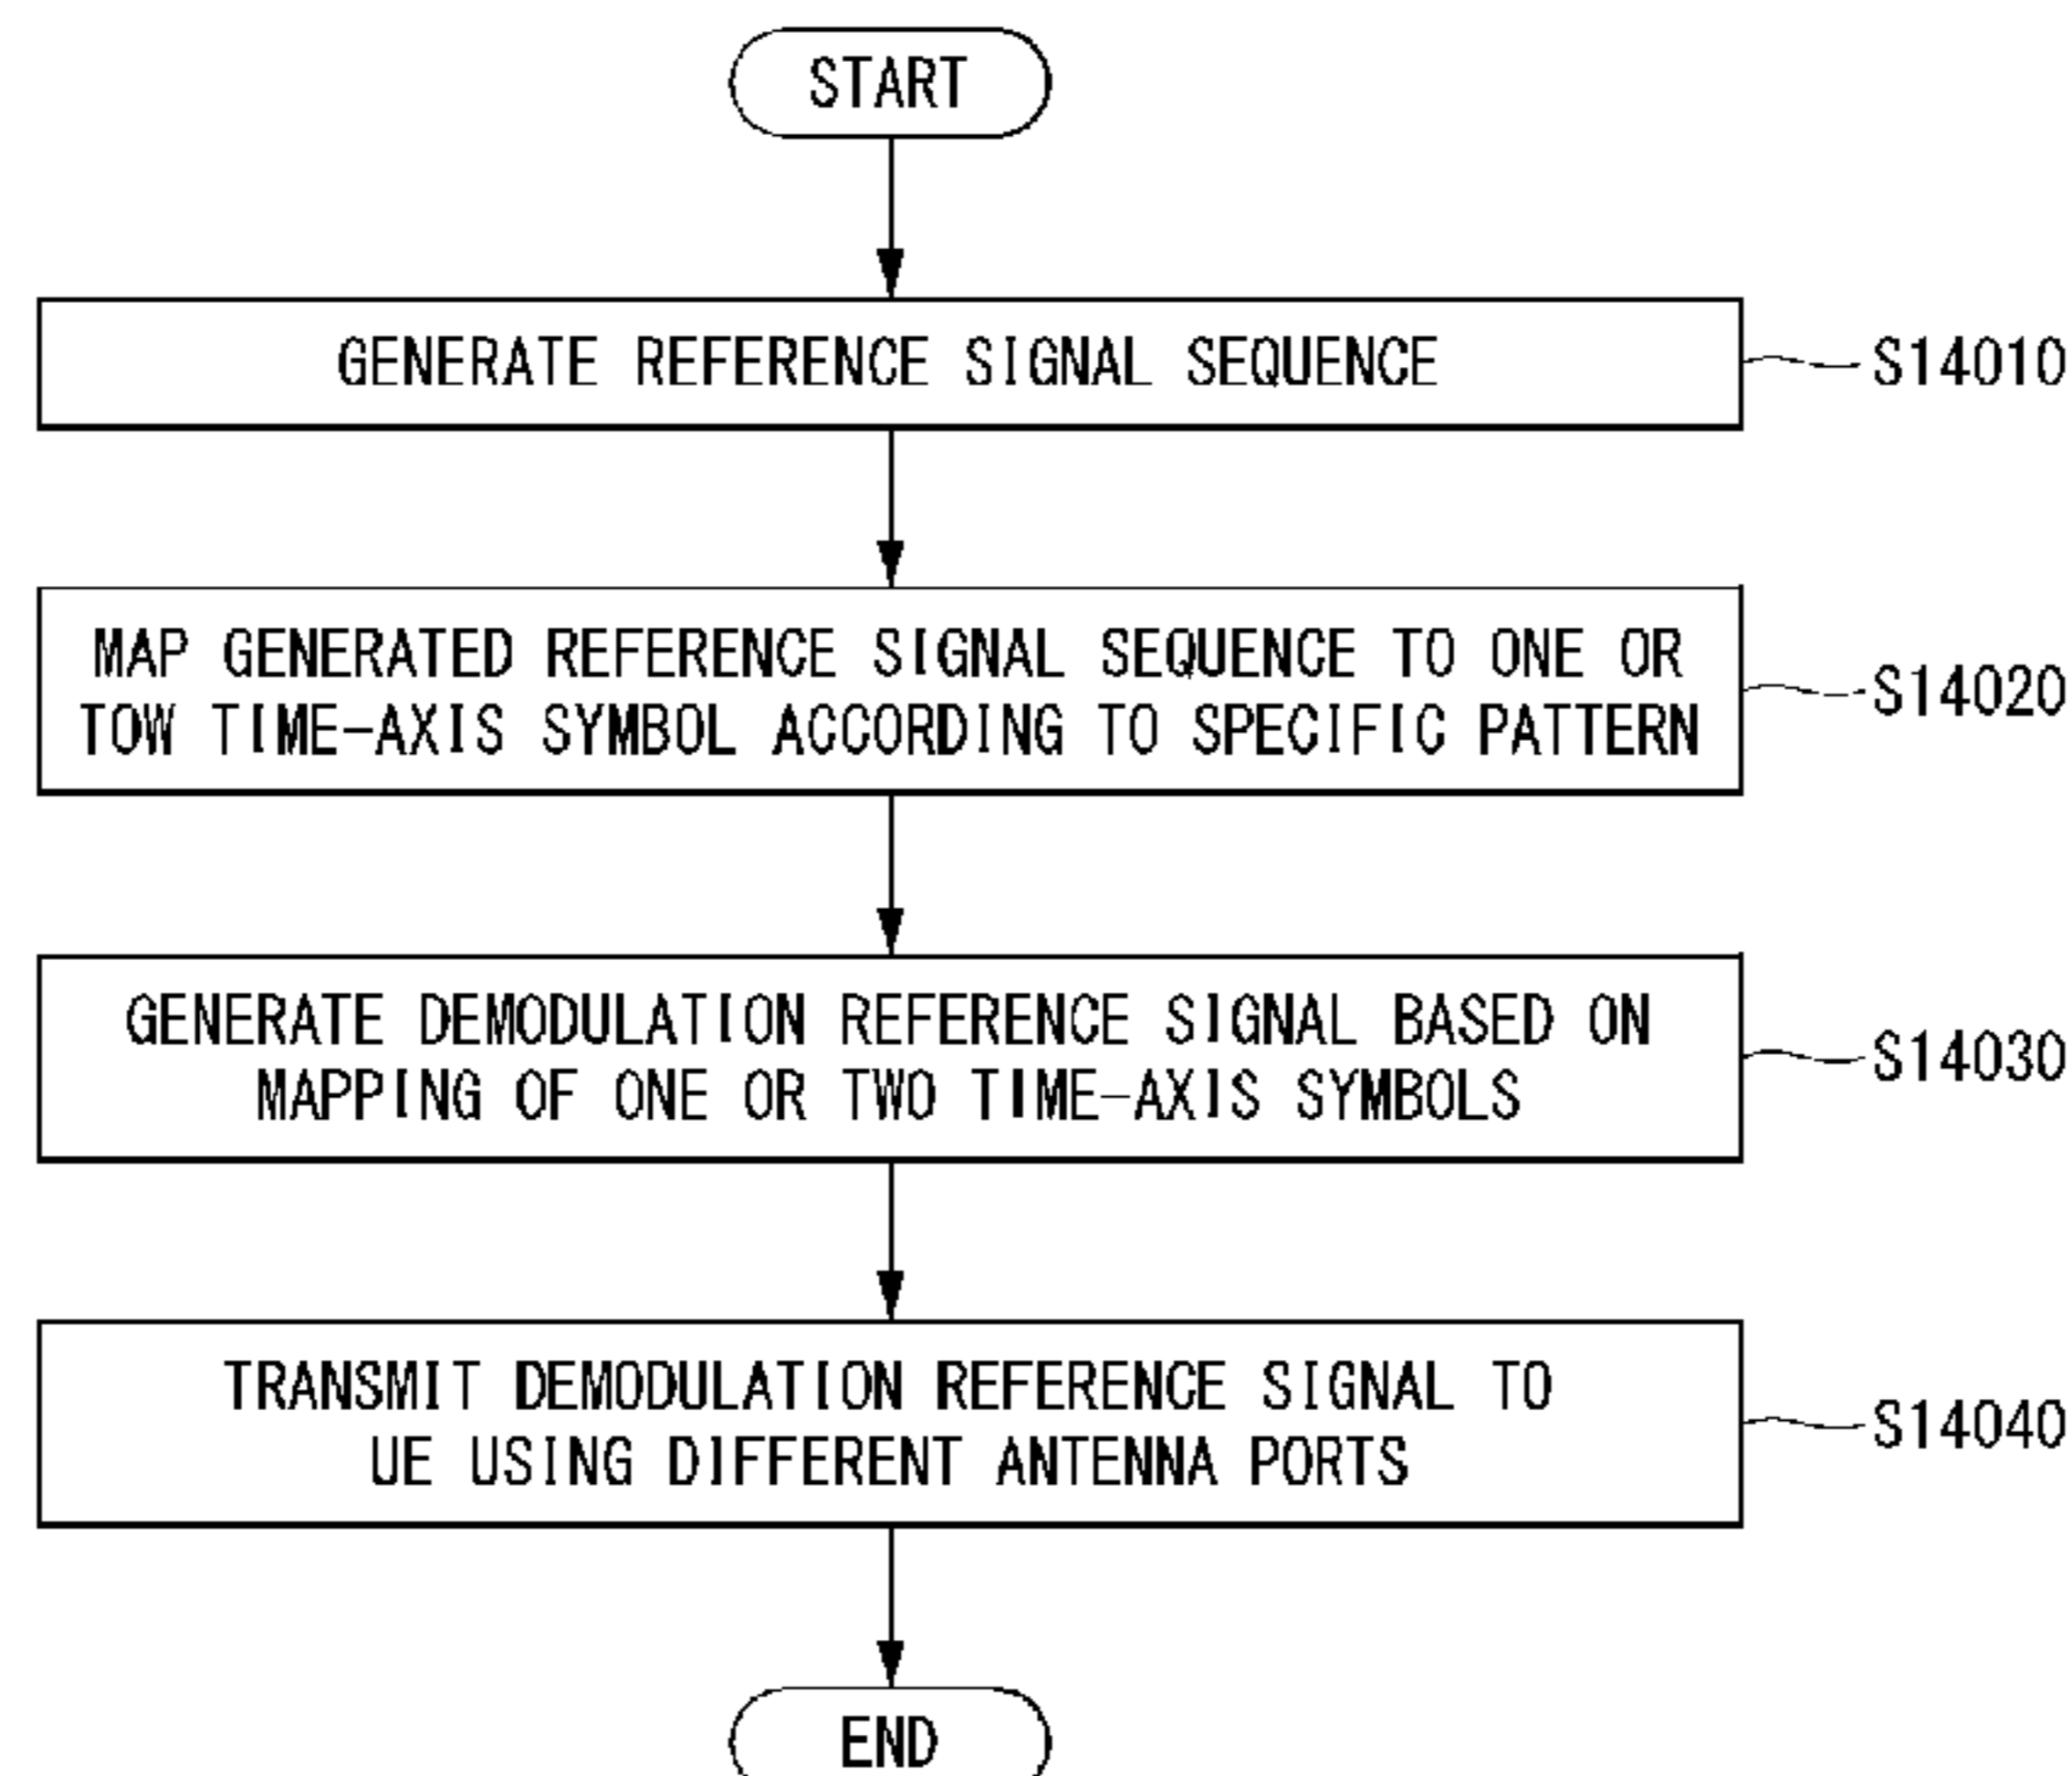 START
GENERATE REFERENCE SIGNAL SEQUENCE
S14010
MAP GENERATED REFERENCE SIGNAL SEQUENCE TO ONE OR
TOW TIME-AXIS SYMBOL ACCORDING TO SPECIFIC PATTERN
S14020
GENERATE DEMODULATION REFERENCE SIGNAL BASED ON
MAPPING OF ONE OR TWO TIME-AXIS SYMBOLS
S14030
TRANSMIT DEMODULATION REFERENCE SIGNAL TO
UE USING DIFFERENT ANTENNA PORTS
S14040
END